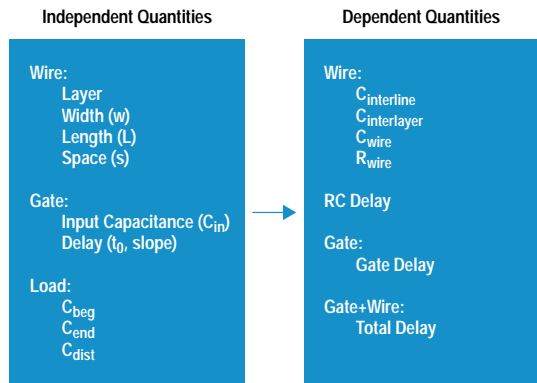 Independent Quantities
Wire:
Layer
Width (w)
Length (L)
Space (s)
Gate:
Input Capacitance (Cin)
Delay (t0, slope)
Load:
Cbeg
Cend
Cdist
Dependent Quantities
Wire:
Cinterline
Cinterlayer
Cwire
Rwire
RC Delay
Gate:
Gate Delay
Gate+Wire:
Total Delay